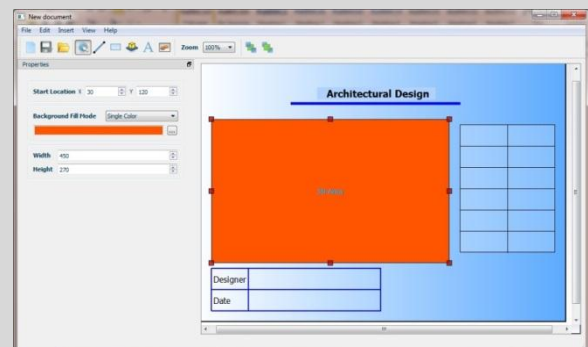 New document
File Edit Insert View Help
Zoom 100%
Properties
Start Location X 30 Y 120
Background Fill Mode Single Color
...
Width 450
Height 270
Architectural Design
Designer
Date